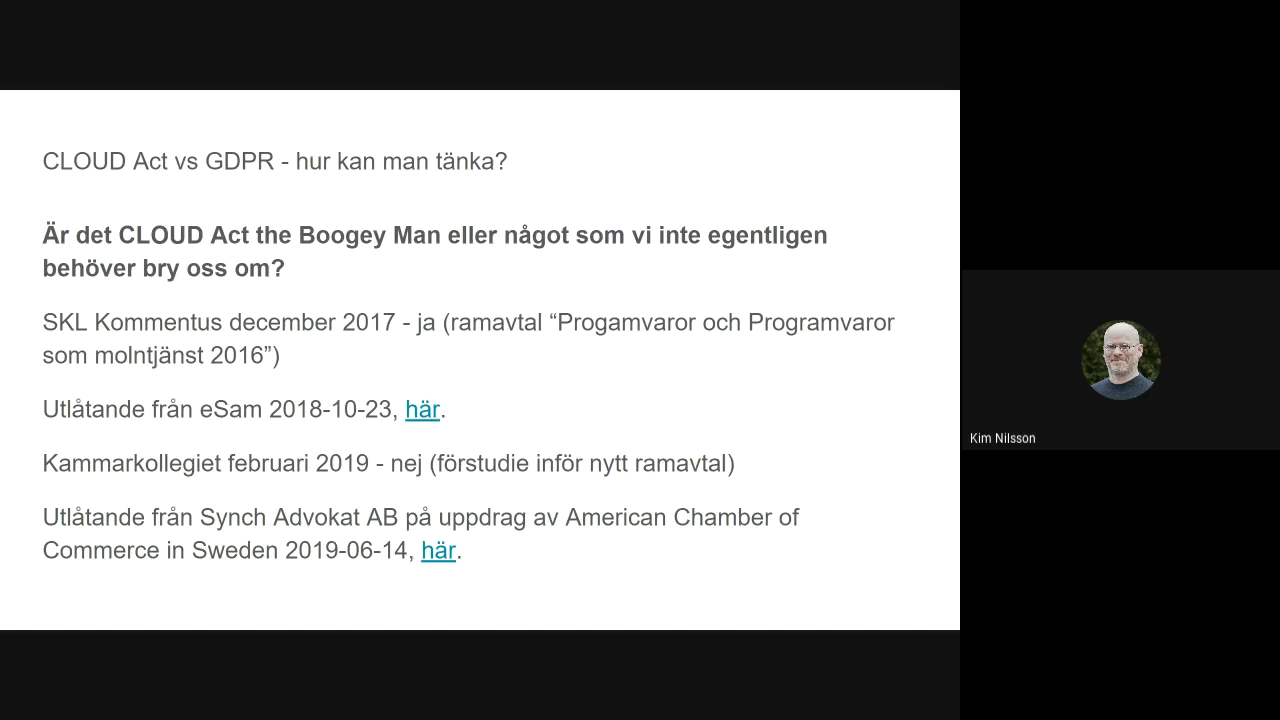 CLOUD Act vs GDPR - hur kan man tänka?
Är det CLOUD Act the Boogey Man eller något som vi inte egentligen
behöver bry oss om?
SKL Kommentus december 2017 - ja (ramavtal “Progamvaror och Programvaror
som molntjänst 2016”)
Utlåtande från eSam 2018-10-23, här.
Kammarkollegiet februari 2019 - nej (förstudie inför nytt ramavtal)
Utlåtande från Synch Advokat AB på uppdrag av American Chamber of
Commerce in Sweden 2019-06-14, här.
Kim Nilsson